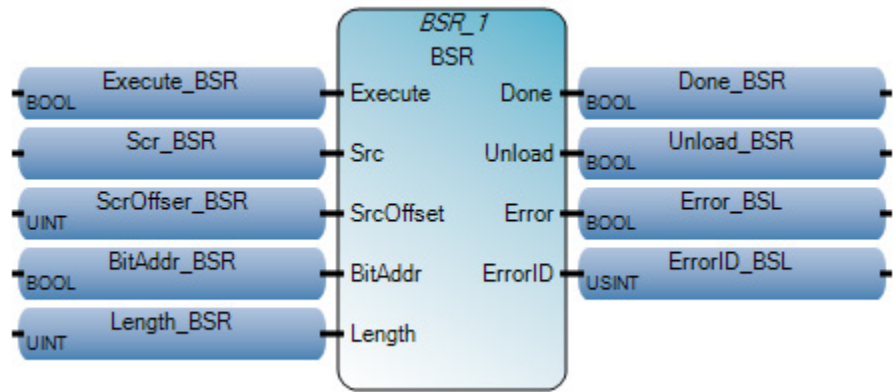 BSR_1
BSR
Execute_BSR
BOOL
Execute
Done
Done_BSR
BOOL
Scr_BSR
Src
Unload
Unload_BSR
BOOL
ScrOffser_BSR
UINT
SrcOffset
Error
Error_BSL
BOOL
BitAddr_BSR
BOOL
BitAddr
ErrorID
ErrorID_BSL
USINT
Length_BSR
UINT
Length